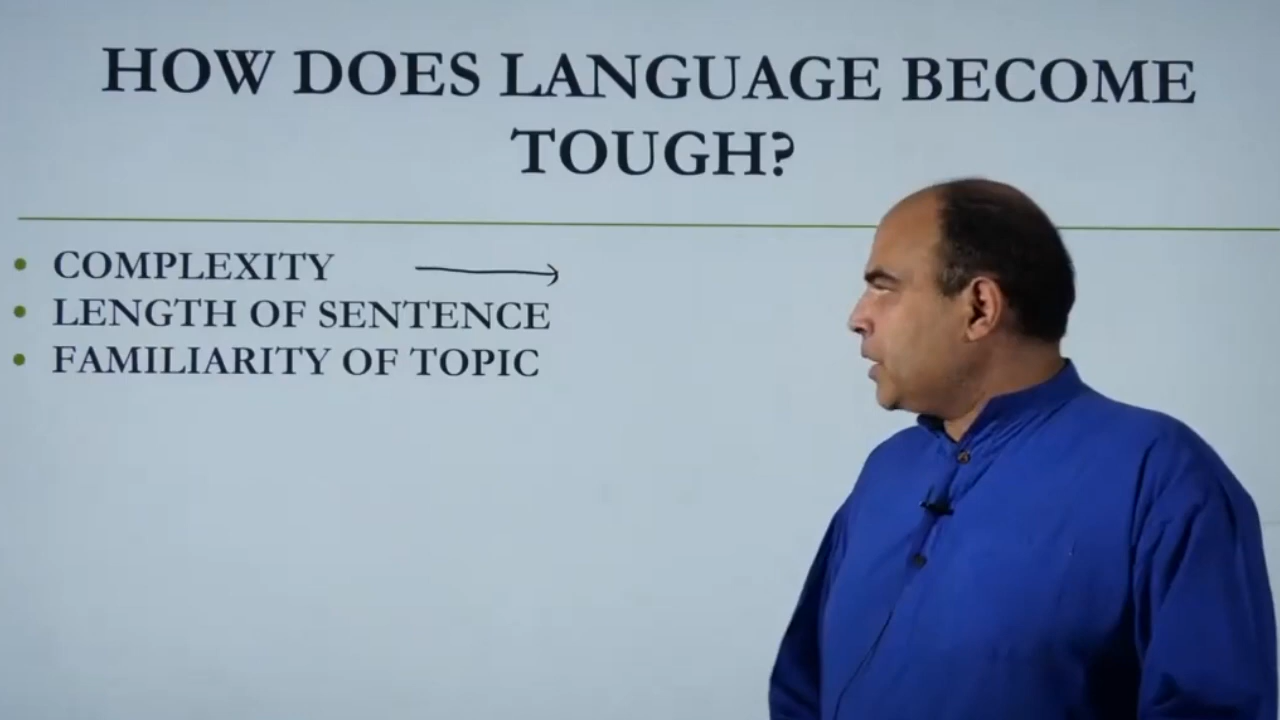 HOW DOES LANGUAGE BECOME
TOUGH?
• COMPLEXITY
• LENGTH OF SENTENCE
• FAMILIARITY OF TOPIC